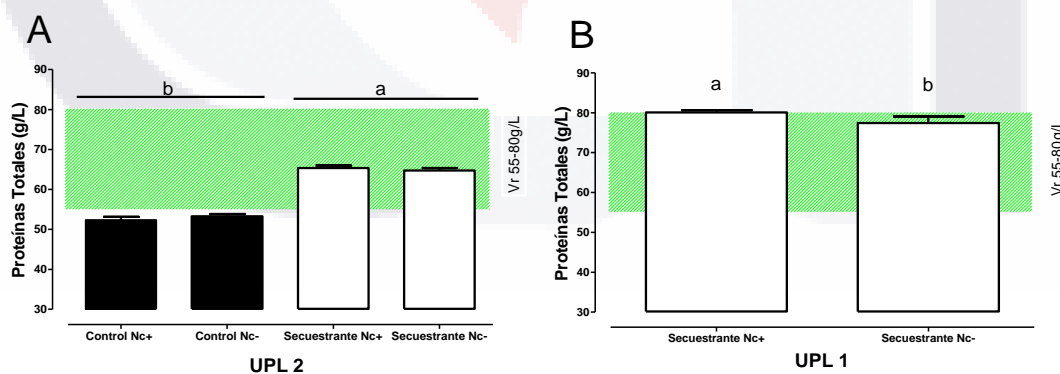 A
Proteínas Totales (g/L)
90
80
70
60
50
40
30
b
a
Vr 55-80g/L
Control Nc+
Control Nc-
Secuestrante Nc+
Secuestrante Nc-
UPL 2
B
Proteínas Totales (g/L)
90
80
70
60
50
40
30
a
b
Vr 55-80g/L
Secuestrante Nc+
Secuestrante Nc-
UPL 1